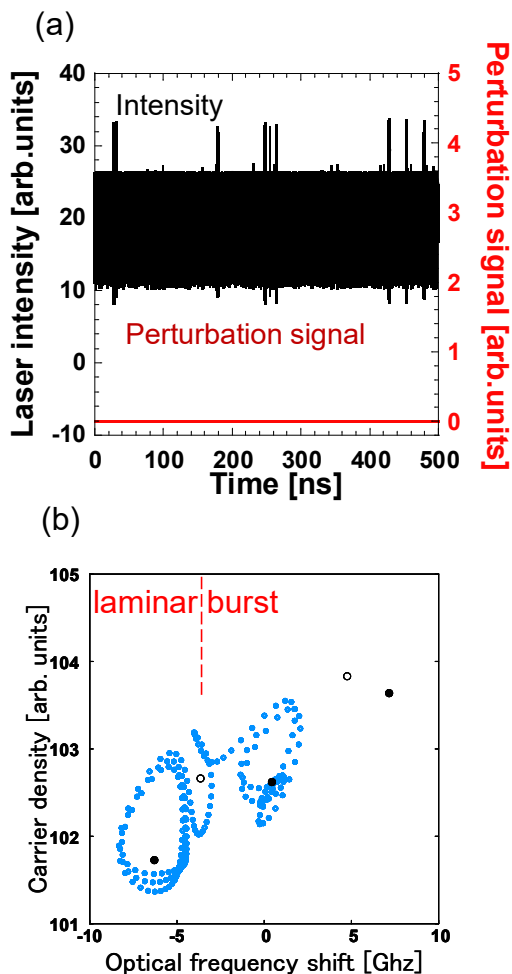 (a)
Laser intensity [arb.units]
40
30
20
10
0
-10
Intensity
Perturbation signal
5
4
3
2
1
0
Perturbation signal [arb.units]
0 100 200 300 400 500
Time [ns]
(b)
Carrier density [arb. units]
105
104
103
102
101
laminar burst
-10 -5 0 5 10
Optical frequency shift [Ghz]